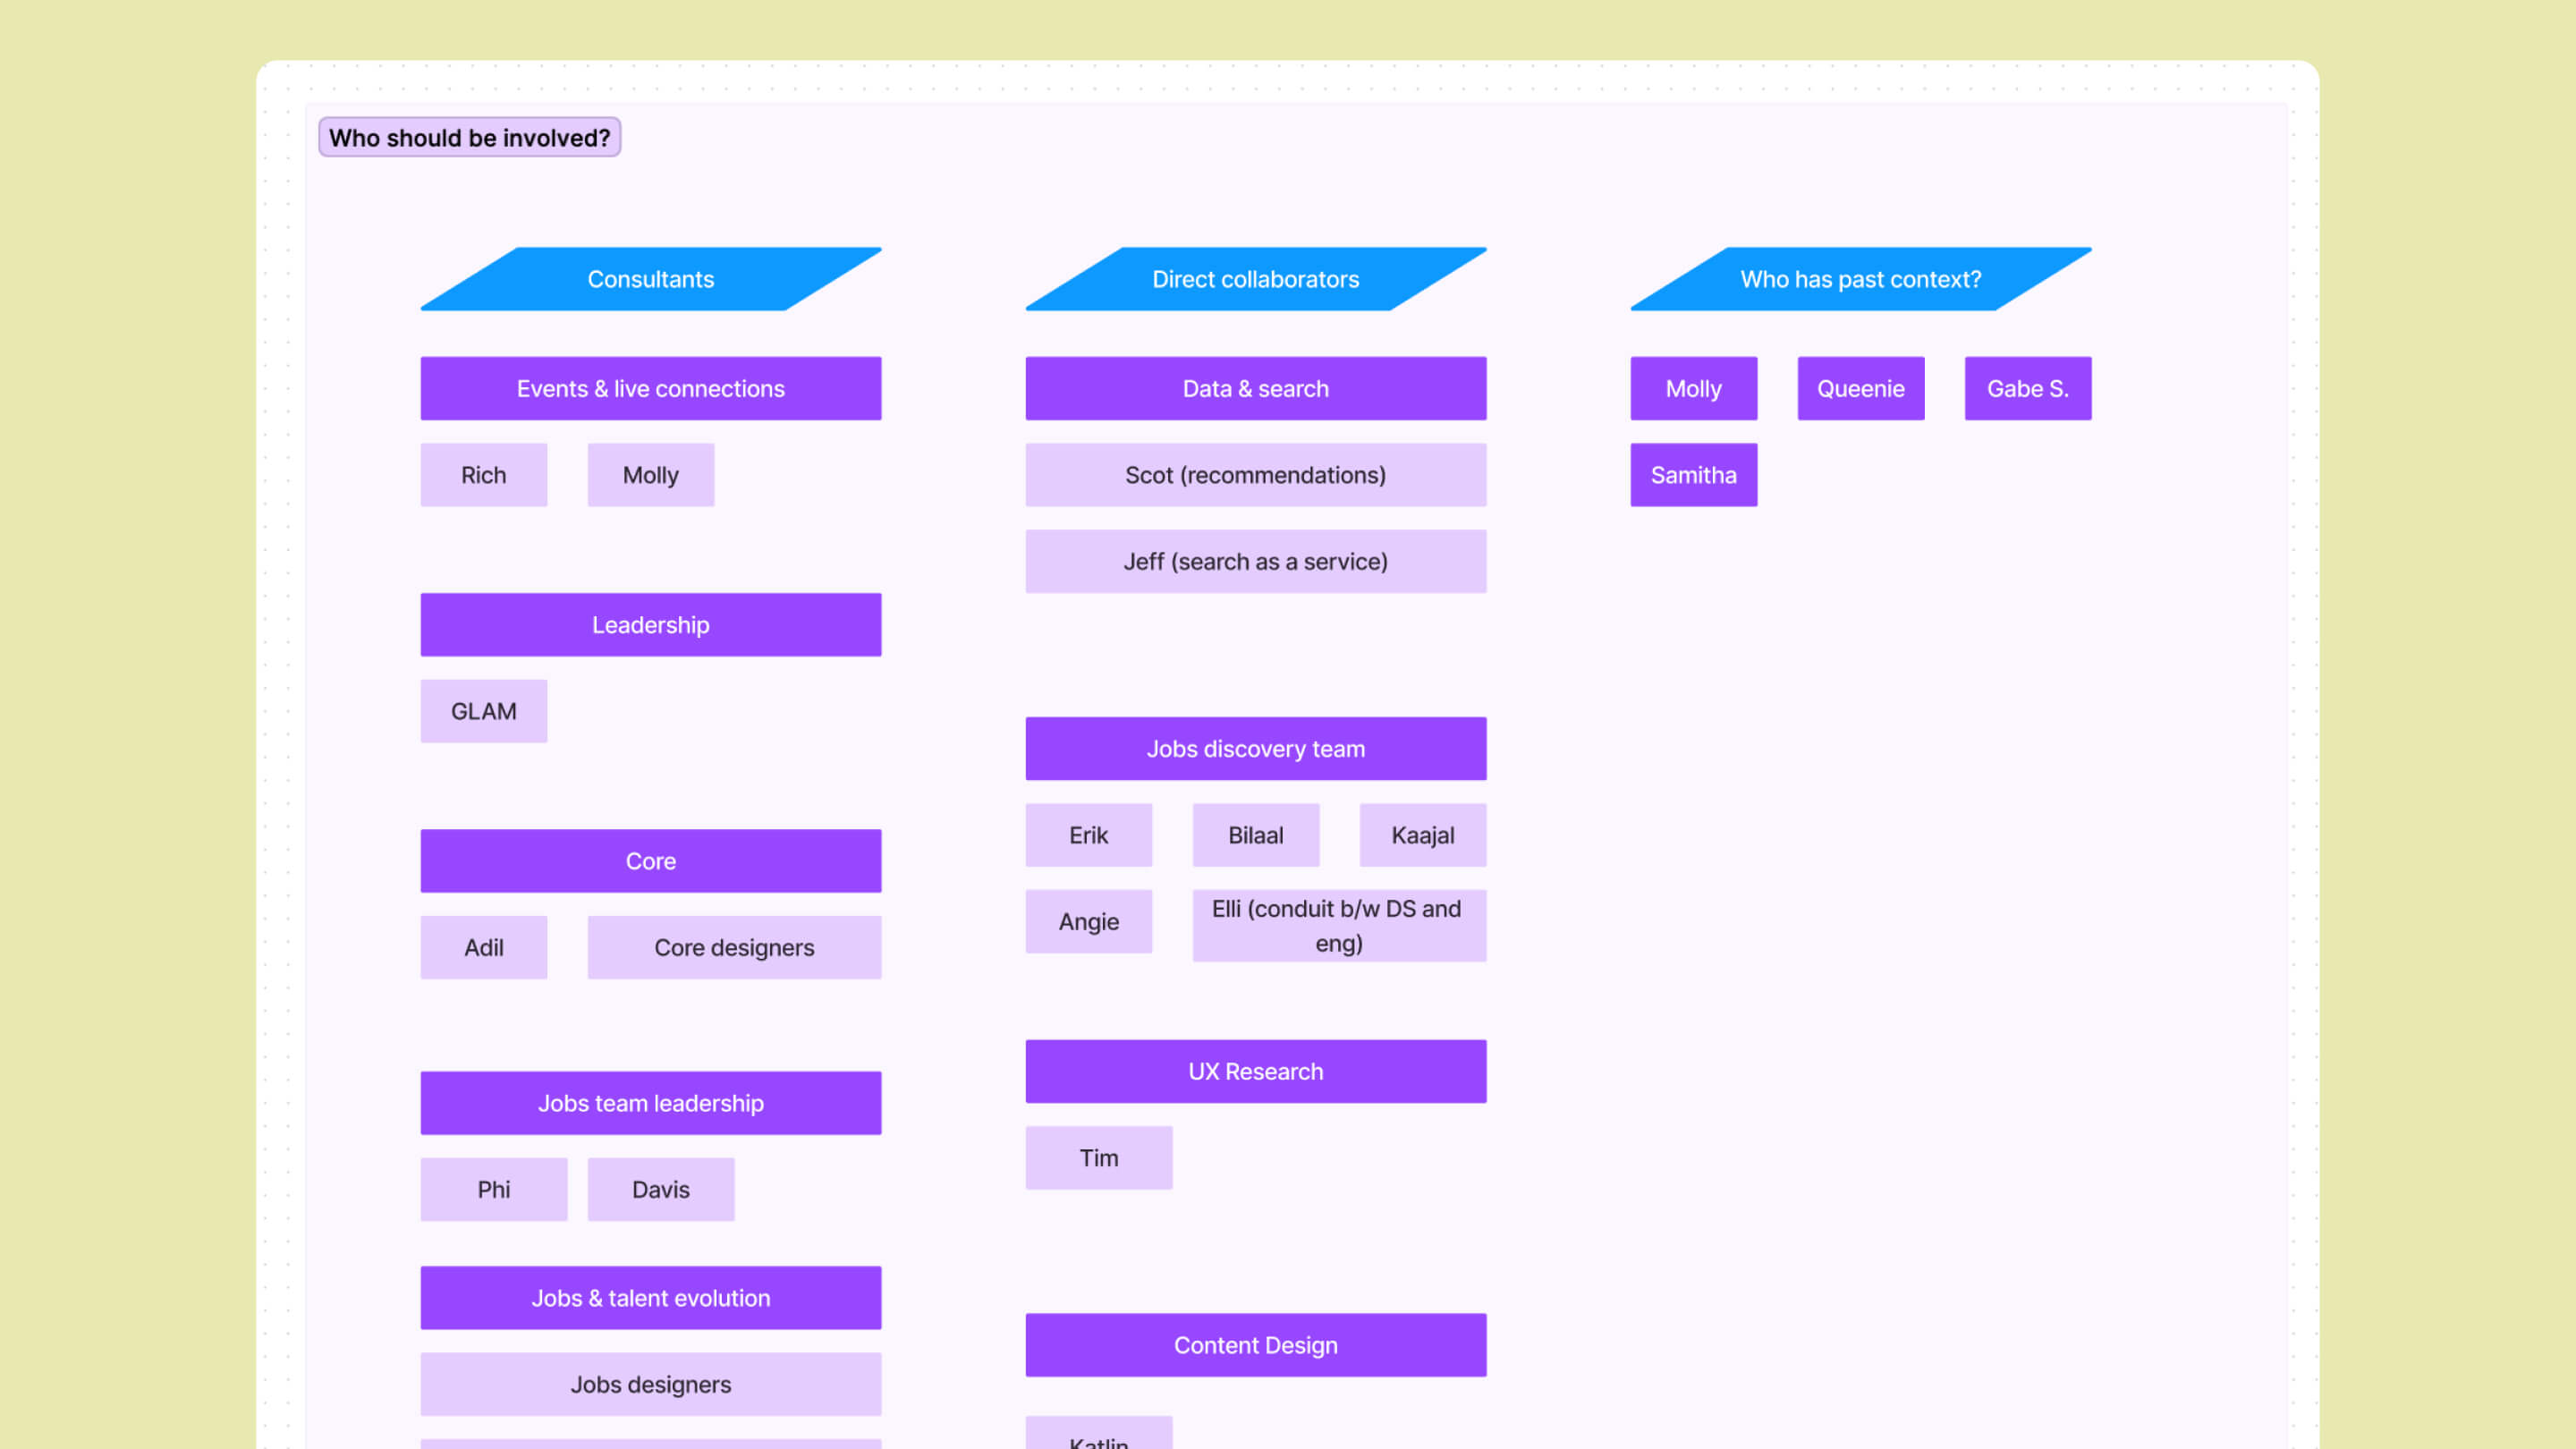 Who should be involved?
Consultants
Events & live connections
Rich
Molly
Leadership
GLAM
Core
Adil
Core designers
Jobs team leadership
Phi
Davis
Jobs & talent evolution
Jobs designers
Direct collaborators
Data & search
Scot (recommendations)
Jeff (search as a service)
Jobs discovery team
Erik
Bilaal
Kaajal
Angie
Elli (conduit b/w DS and
eng)
UX Research
Tim
Content Design
Katlin
Who has past context?
Molly
Queenie
Gabe S.
Samitha